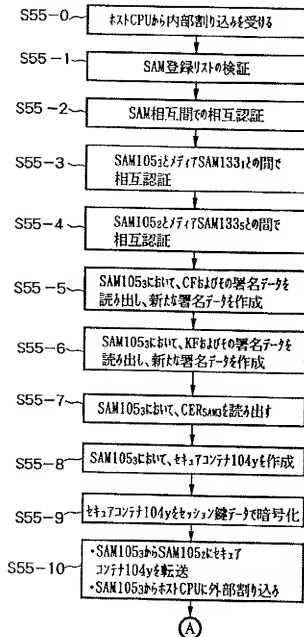 S55-0
ホストCPUから内部割り込みを受ける
S55-1
SAM登録リストの検証
S55-2
SAM相互間での相互認証
S55-3
SAM105₃とメディアSAM133₁との間で
相互認証
S55-4
SAM105₂とメディアSAM133₅との間で
相互認証
S55-5
SAM105₃において、CFおよびその署名データを
読み出し、新たな署名データを作成
S55-6
SAM105₃において、KFおよびその署名データを
読み出し、新たな署名データを作成
S55-7
SAM105₃において、CER_SAM3を読み出す
S55-8
SAM105₃において、セキュアコンテナ104yを作成
S55-9
セキュアコンテナ104yをセッション鍵データで暗号化
S55-10
・SAM105₃からSAM105₂にセキュア
コンテナ104yを転送
・SAM105₃からホストCPUに外部割り込み
A